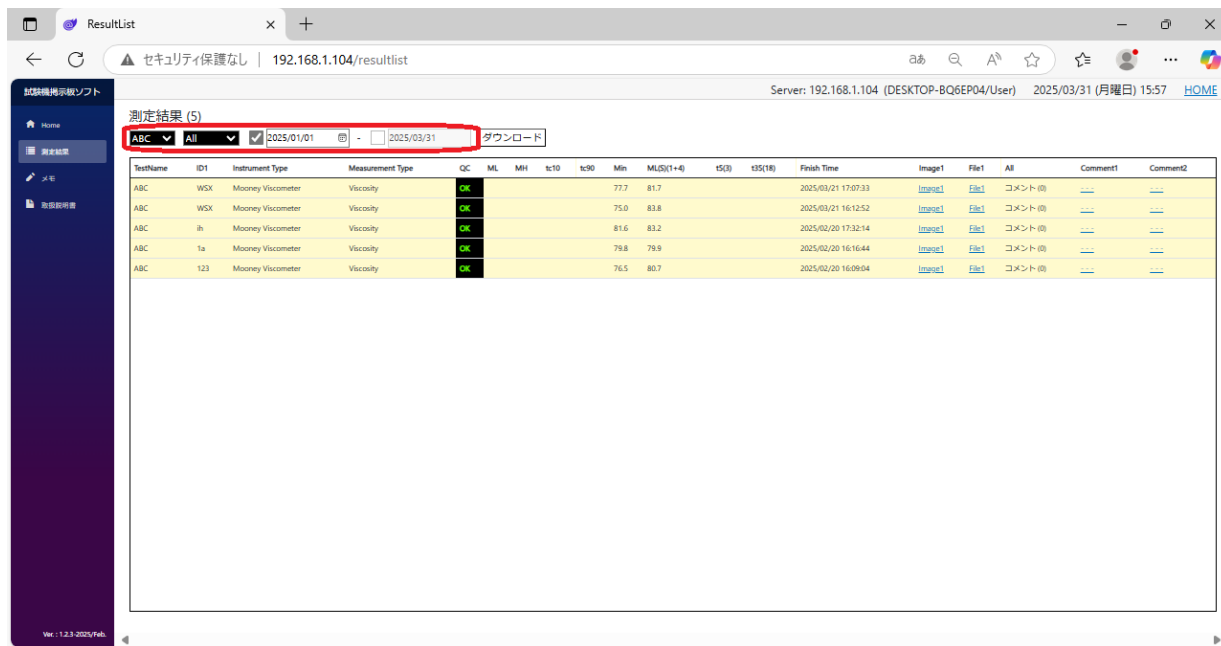 ResultList
セキュリティ保護なし 192.168.1.104/resultlist
試験機掲示板ソフト
Server: 192.168.1.104 (DESKTOP-BQ6EP04/User) 2025/03/31 (月曜日) 15:57 HOME
Home
測定結果
メモ
取扱説明書
測定結果 (5)
ABC All 2025/01/01 - 2025/03/31 ダウンロード
TestName ID1 Instrument Type Measurement Type QC ML MH tc10 tc90 Min ML(S)(1+4) t5(3) t35(18) Finish Time Image1 File1 All Comment1 Comment2
ABC WSX Mooney Viscometer Viscosity OK 77.7 81.7 2025/03/21 17:07:33 Image1 File1 コメント (0) - - - - - -
ABC WSX Mooney Viscometer Viscosity OK 75.0 83.8 2025/03/21 16:12:52 Image1 File1 コメント (0) - - - - - -
ABC ih Mooney Viscometer Viscosity OK 81.6 83.2 2025/02/20 17:32:14 Image1 File1 コメント (0) - - - - - -
ABC 1a Mooney Viscometer Viscosity OK 79.8 79.9 2025/02/20 16:16:44 Image1 File1 コメント (0) - - - - - -
ABC 123 Mooney Viscometer Viscosity OK 76.5 80.7 2025/02/20 16:09:04 Image1 File1 コメント (0) - - - - - -
Ver. : 1.2.3-2025/Feb.